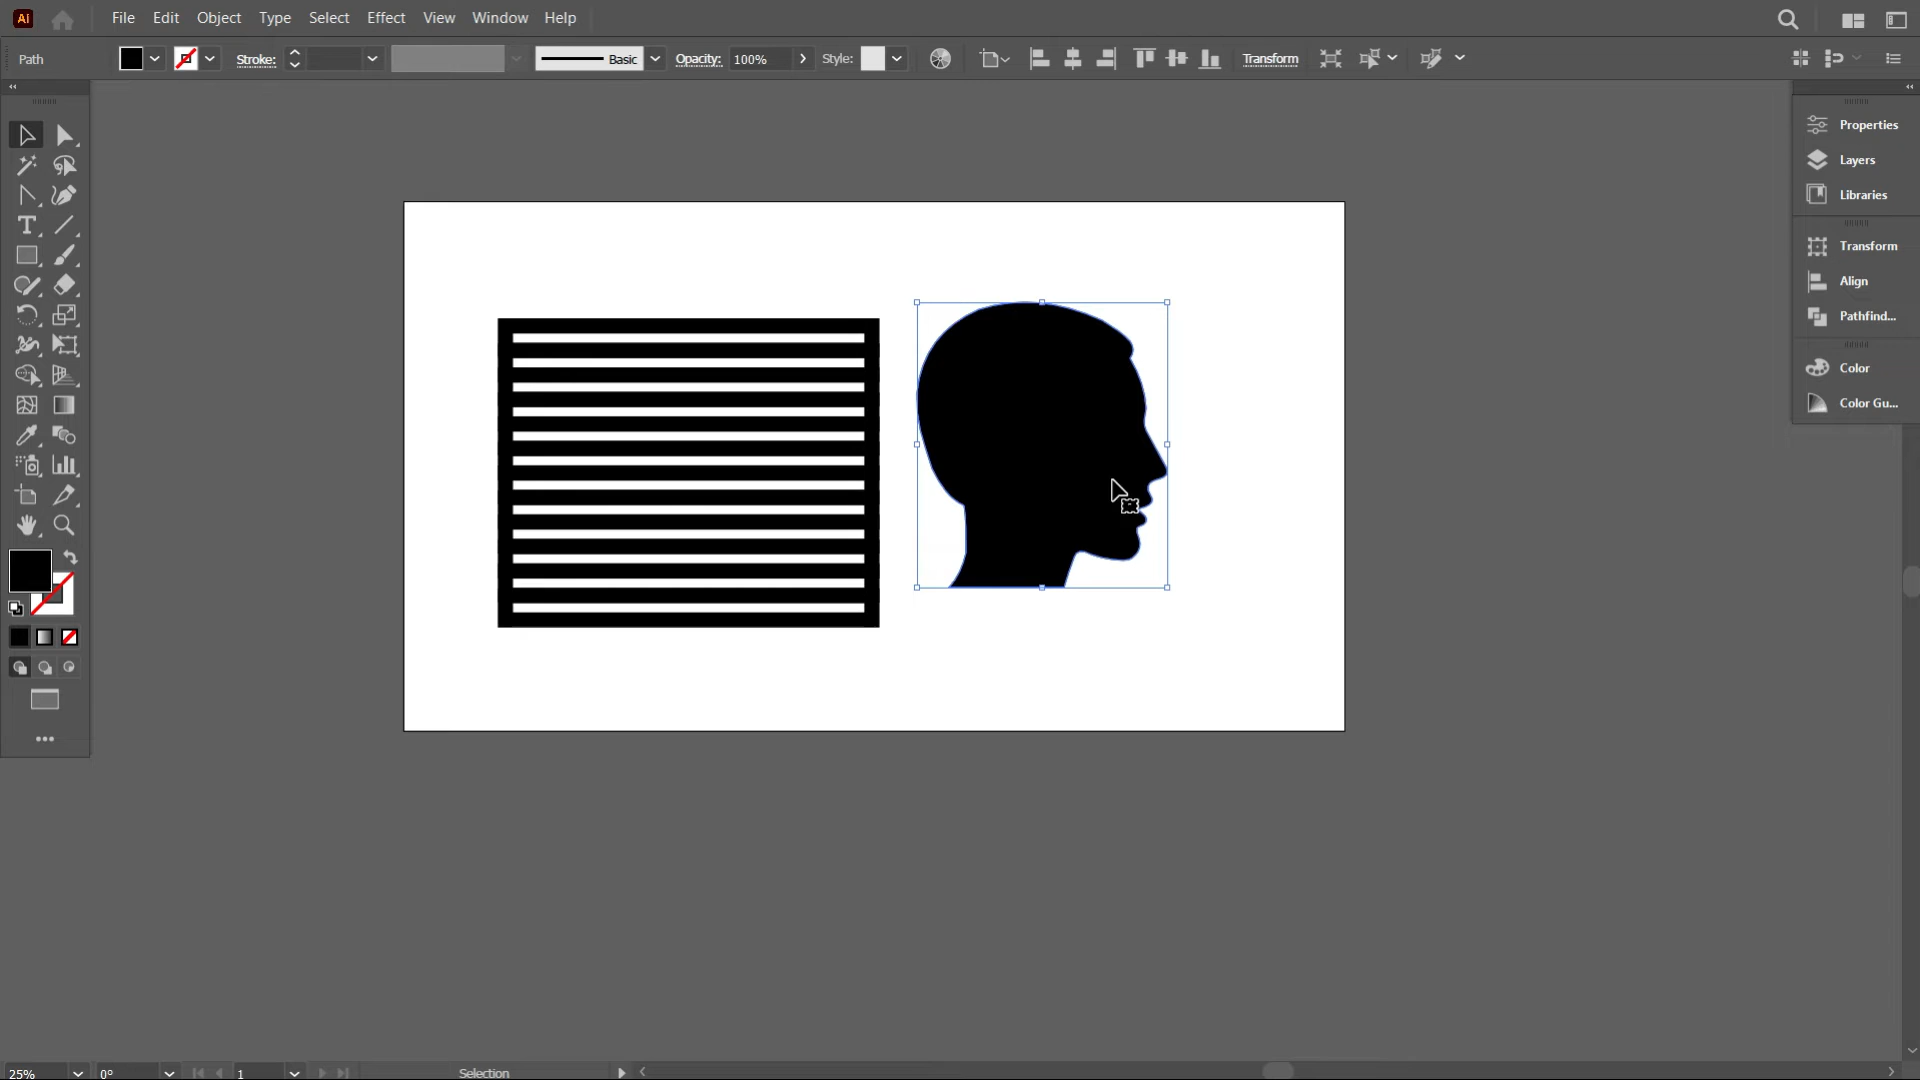 Ai File Edit Object Type Select Effect View Window Help
Path Stroke: Basic Opacity: 100% Style: Transform
Properties
Layers
Libraries
Transform
Align
Pathfind...
Color
Color Gu...
25% 0° 1 Selection